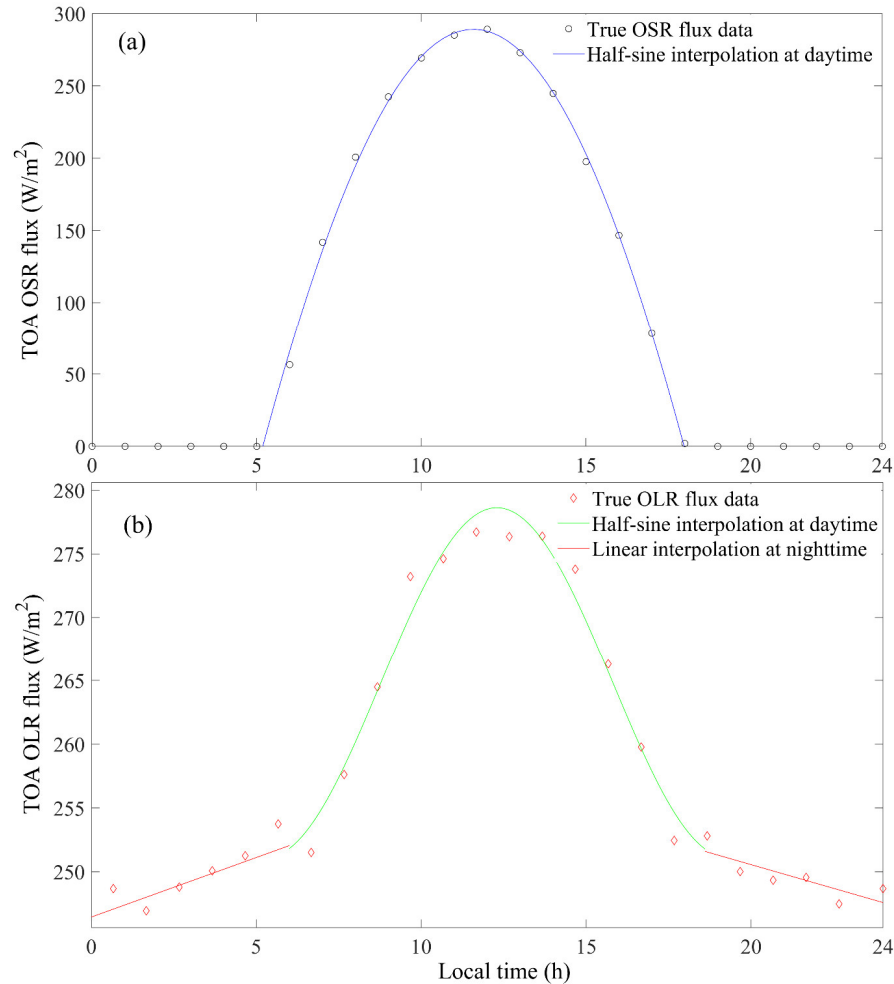 (a)
True OSR flux data
Half-sine interpolation at daytime
TOA OSR flux (W/m²)
300
250
200
150
100
50
0
0 5 10 15 20 24
(b)
True OLR flux data
Half-sine interpolation at daytime
Linear interpolation at nighttime
TOA OLR flux (W/m²)
280
275
270
265
260
255
250
0 5 10 15 20 24
Local time (h)